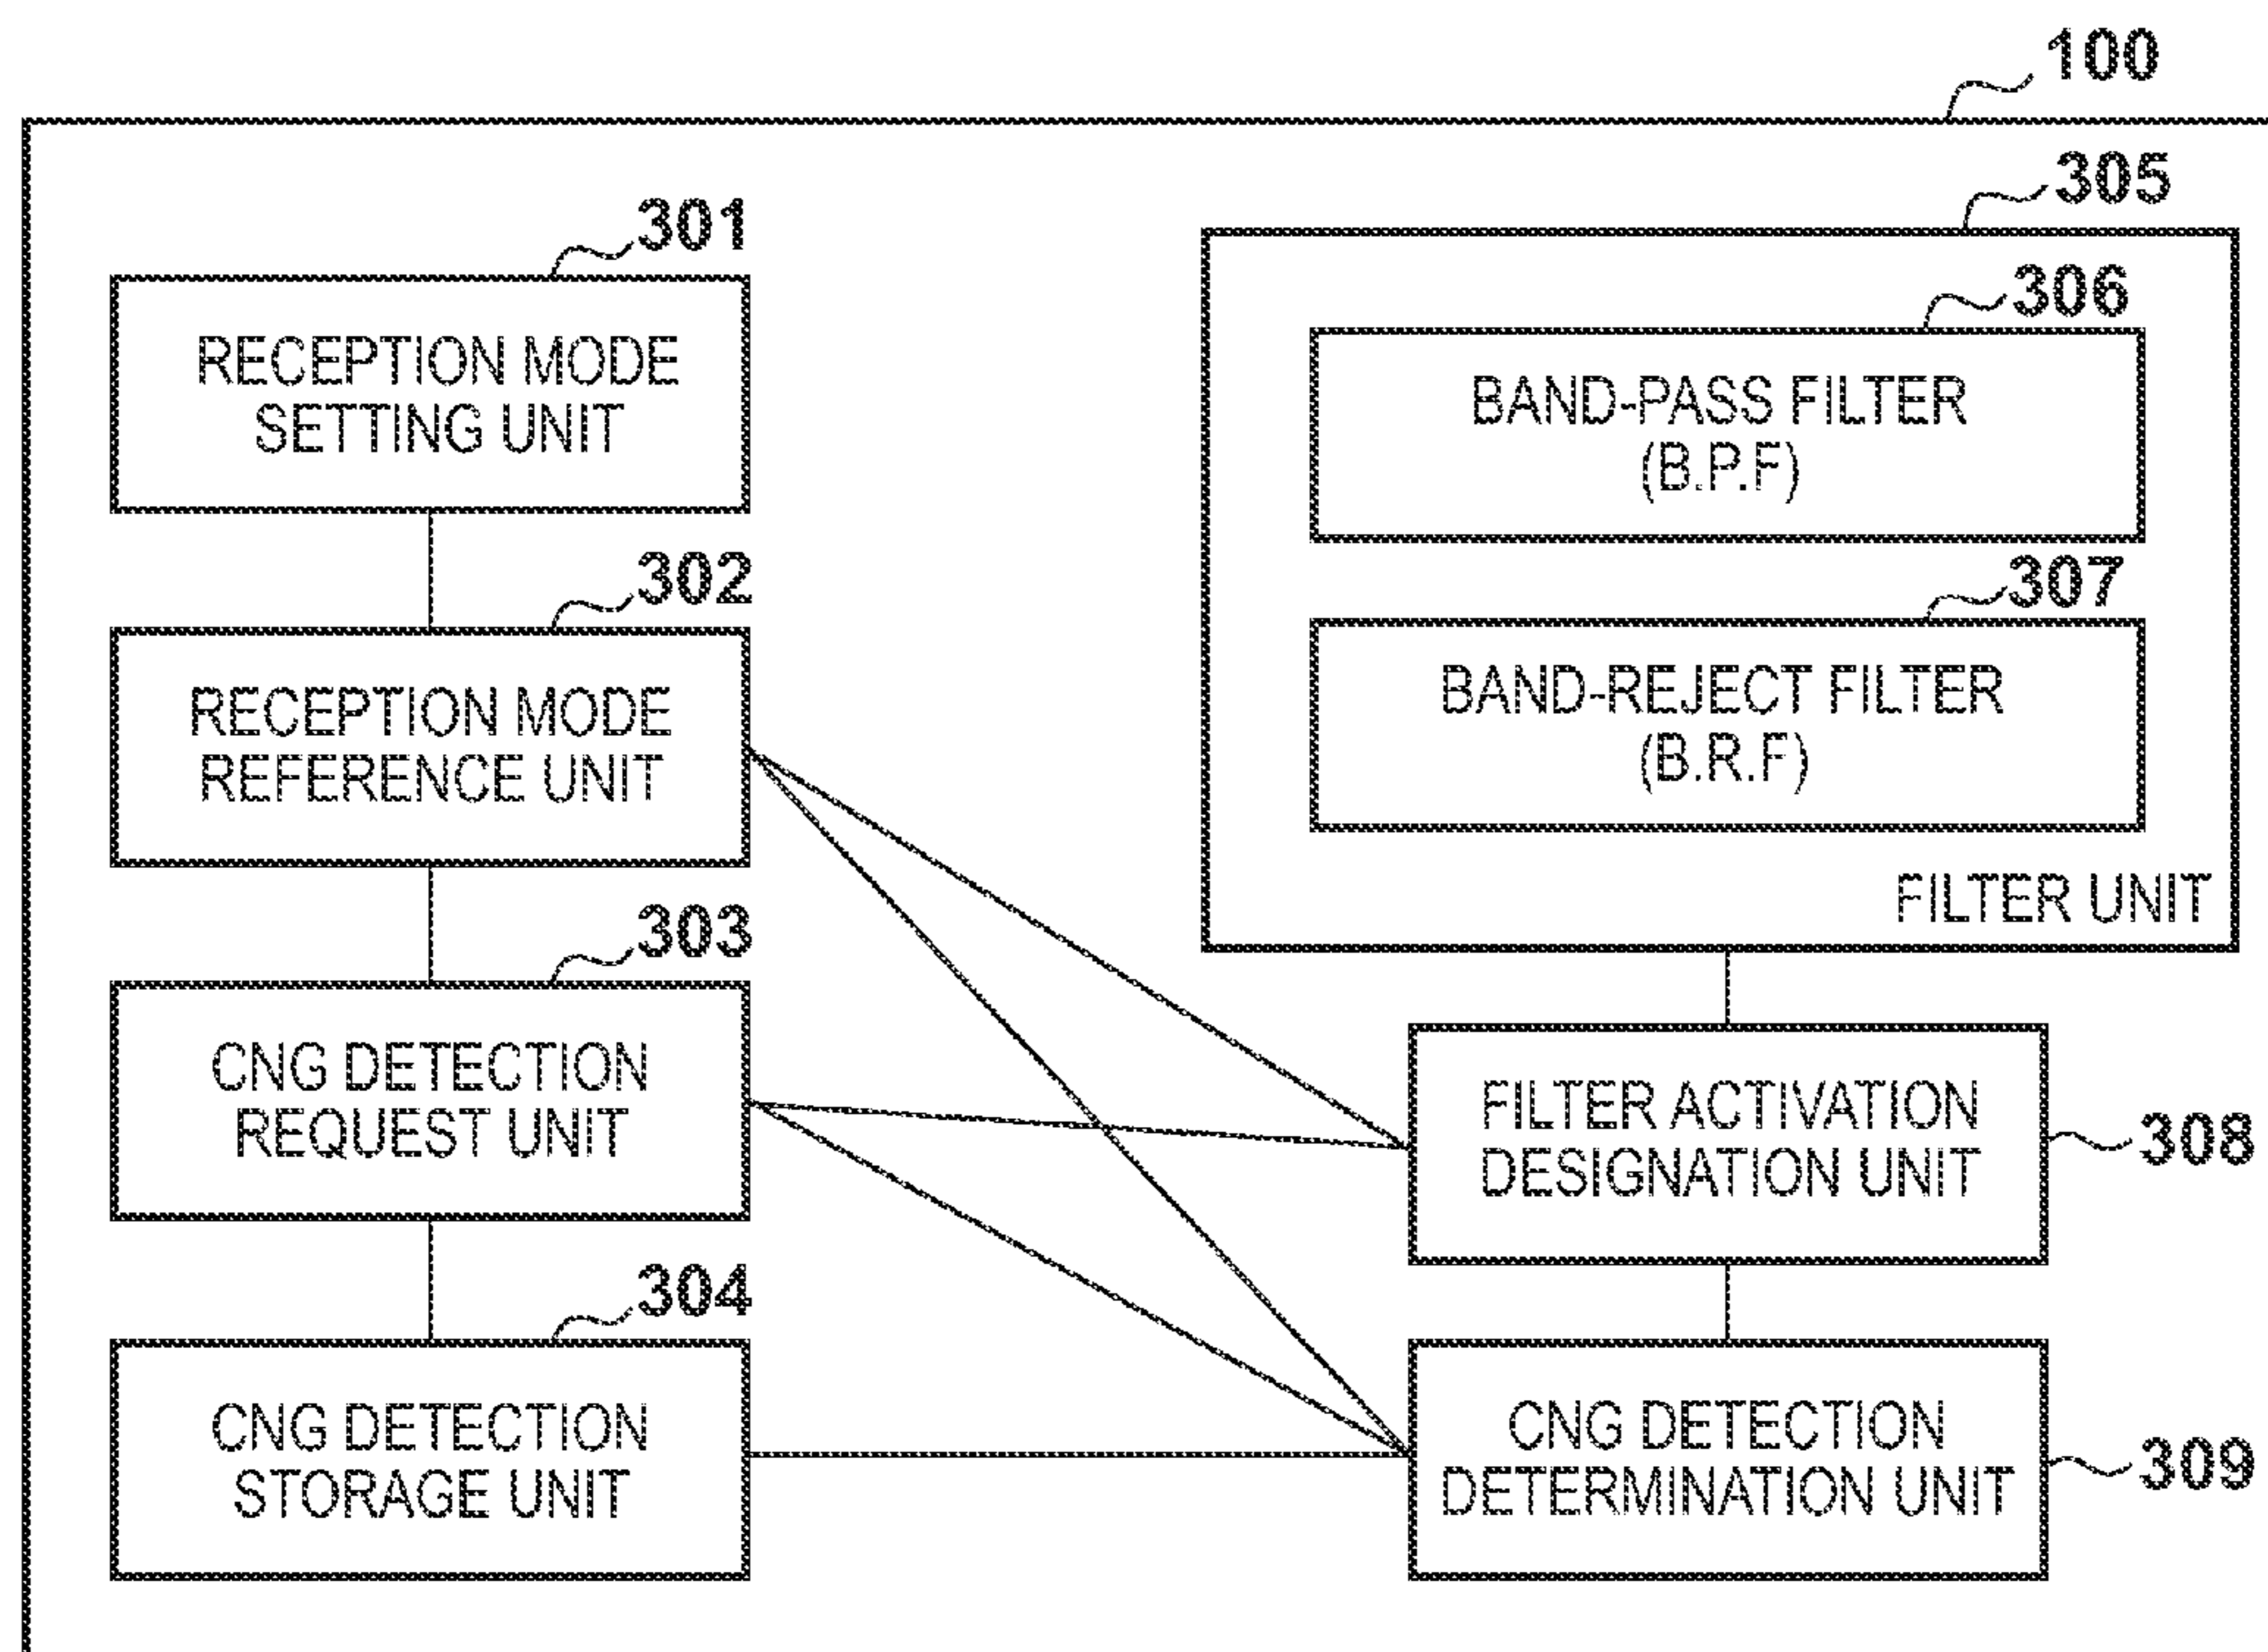 100
305
301
306
RECEPTION MODE
SETTING UNIT
BAND-PASS FILTER
(B.P.F)
302
307
RECEPTION MODE
REFERENCE UNIT
BAND-REJECT FILTER
(B.R.F)
FILTER UNIT
303
CNG DETECTION
REQUEST UNIT
FILTER ACTIVATION
DESIGNATION UNIT
308
304
CNG DETECTION
STORAGE UNIT
CNG DETECTION
DETERMINATION UNIT
309